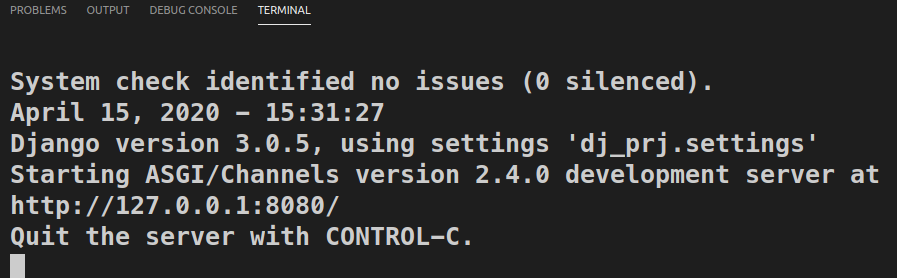 PROBLEMS OUTPUT DEBUG CONSOLE TERMINAL
System check identified no issues (0 silenced).
April 15, 2020 - 15:31:27
Django version 3.0.5, using settings 'dj_prj.settings'
Starting ASGI/Channels version 2.4.0 development server at
http://127.0.0.1:8080/
Quit the server with CONTROL-C.